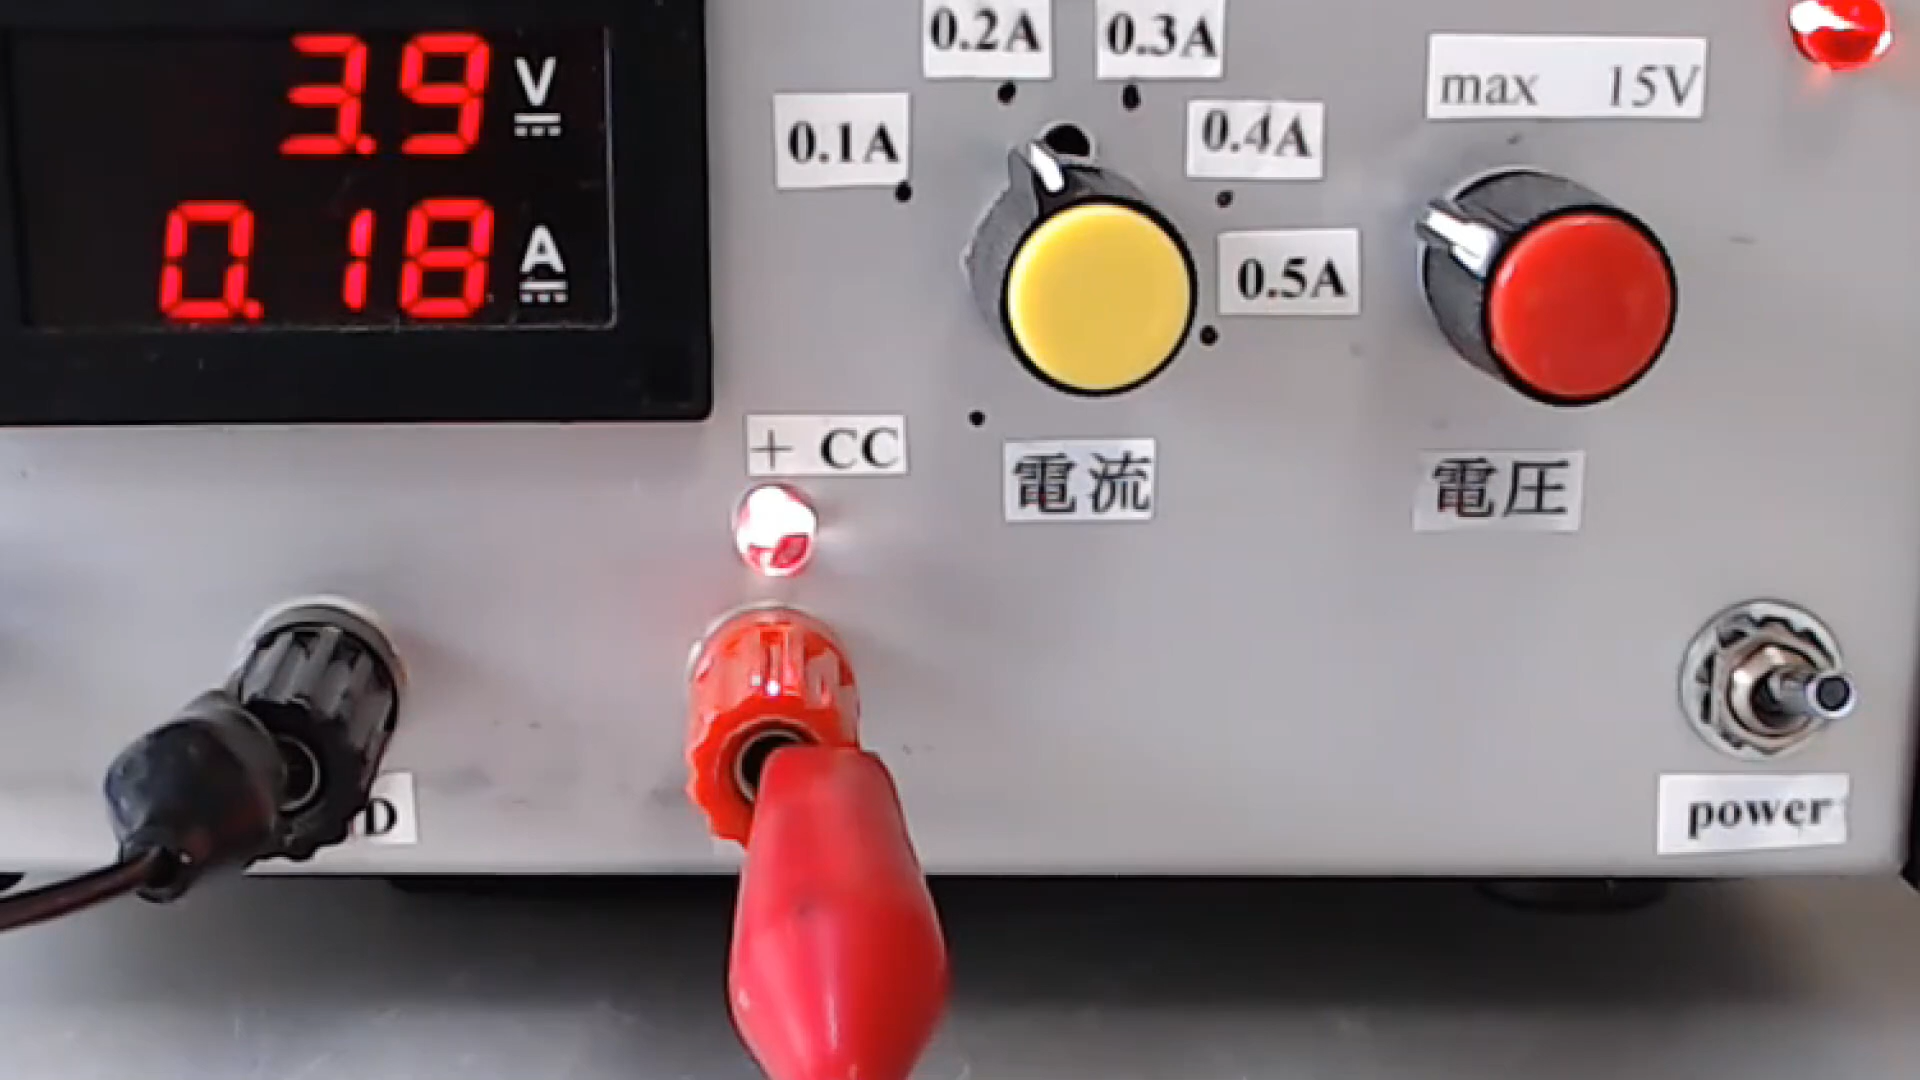 3.9 V
0.18 A
0.1A
0.2A
0.3A
0.4A
0.5A
max 15V
+ CC
電流
電圧
power